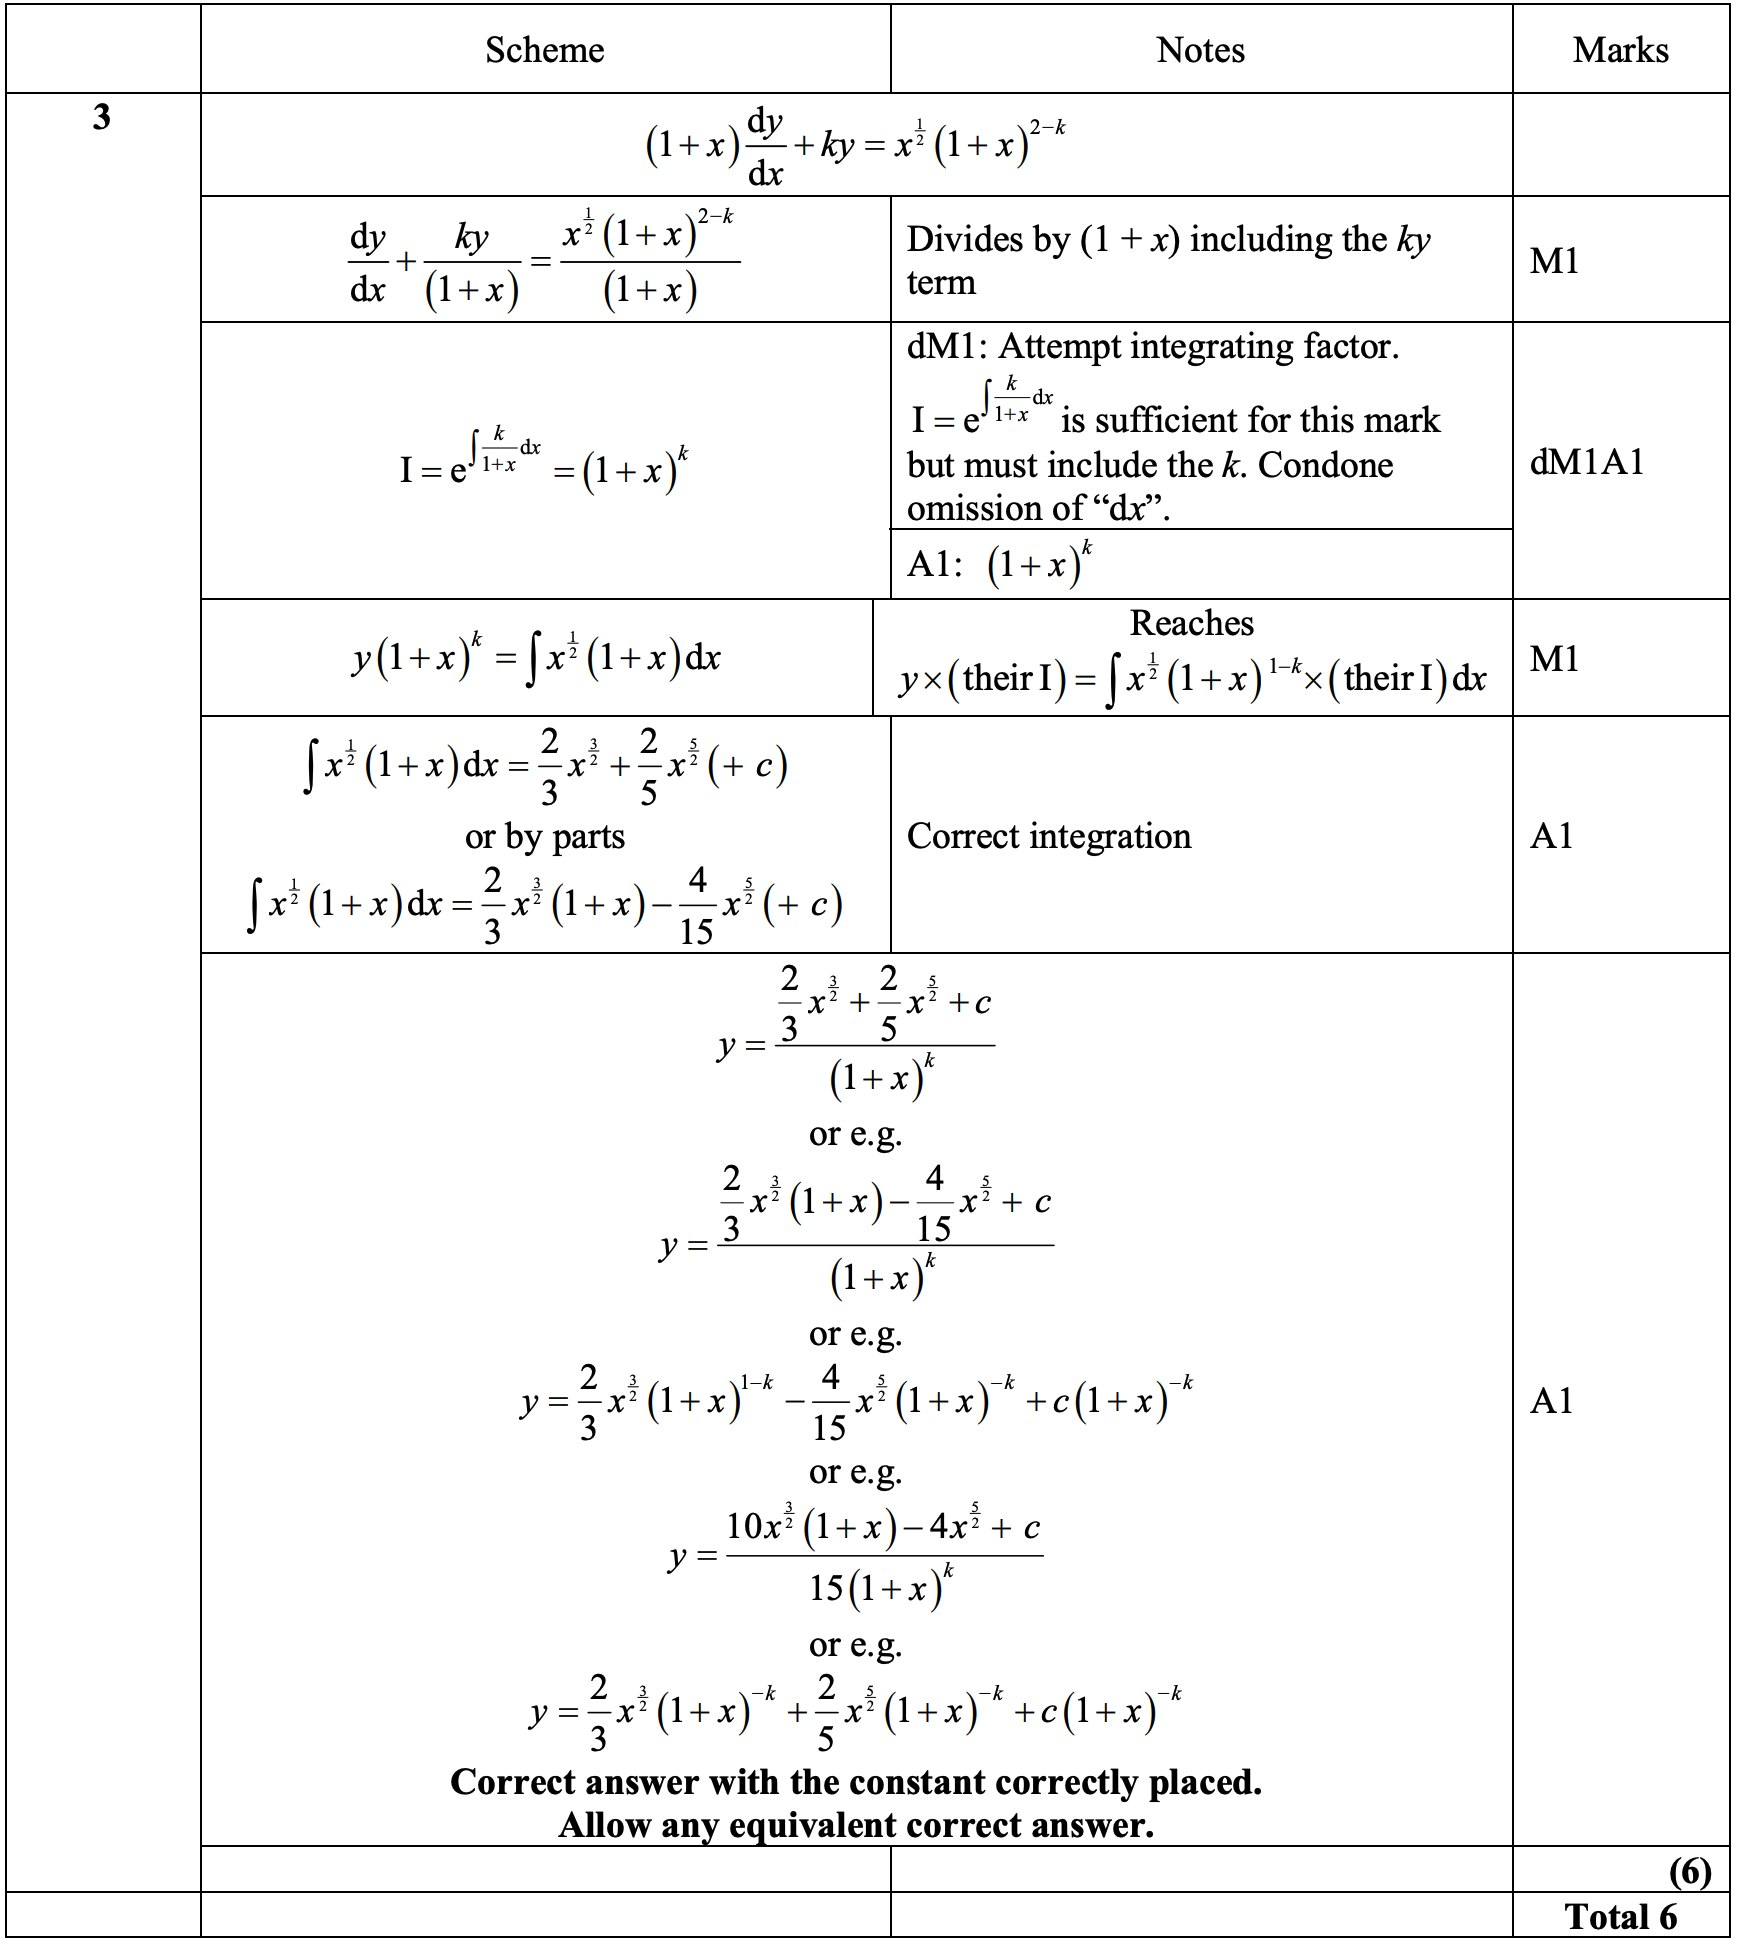 Scheme Notes Marks
3
(1+x) dy/dx + ky = x^{1/2} (1+x)^{2−k}
dy/dx + ky/(1+x) = x^{1/2} (1+x)^{2−k} / (1+x)
Divides by (1 + x) including the ky
term
M1
I = e^{∫ k/(1+x) dx} = (1+x)^k
dM1: Attempt integrating factor.
I = e^{∫ k/(1+x) dx} is sufficient for this mark
but must include the k. Condone
omission of “dx”.
dM1A1
A1: (1+x)^k
y(1+x)^k = ∫ x^{1/2} (1+x) dx
Reaches
y×(their I) = ∫ x^{1/2} (1+x)^{1−k} × (their I) dx
M1
∫ x^{1/2} (1+x) dx = 2/3 x^{3/2} + 2/5 x^{5/2} (+ c)
or by parts
∫ x^{1/2} (1+x) dx = 2/3 x^{3/2} (1+x) − 4/15 x^{5/2} (+ c)
Correct integration
A1
y = (2/3 x^{3/2} + 2/5 x^{5/2} + c) / (1+x)^k
or e.g.
y = (2/3 x^{3/2} (1+x) − 4/15 x^{5/2} + c) / (1+x)^k
or e.g.
y = 2/3 x^{3/2} (1+x)^{1−k} − 4/15 x^{5/2} (1+x)^{−k} + c(1+x)^{−k}
or e.g.
y = (10x^{3/2} (1+x) − 4x^{5/2} + c) / 15(1+x)^k
or e.g.
y = 2/3 x^{3/2} (1+x)^{−k} + 2/5 x^{5/2} (1+x)^{−k} + c(1+x)^{−k}
Correct answer with the constant correctly placed.
Allow any equivalent correct answer.
A1
(6)
Total 6